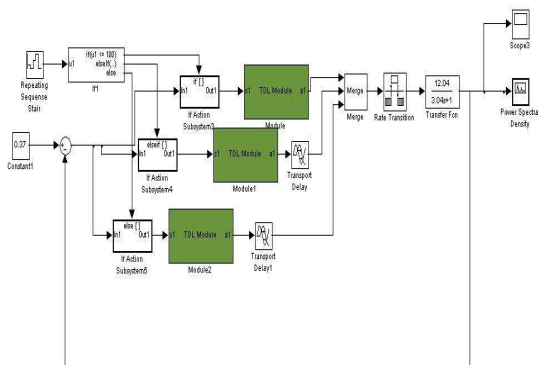 Repeating
Sequence
Stair
u1
if(u1 <= 100)
elseif(..)
else
If1
0.37
Constant1
if { }
In1 Out1
If Action
Subsystem3
s1 TDL Module a1
Module
elseif { }
In1 Out1
If Action
Subsystem4
s1 TDL Module a1
Module1
Transport
Delay
else { }
In1 Out1
If Action
Subsystem5
s1 TDL Module a1
Module2
Transport
Delay1
Merge
Merge
Rate Transition
12.04
3.04s+1
Transfer Fcn
Scope3
Power Spectral
Density